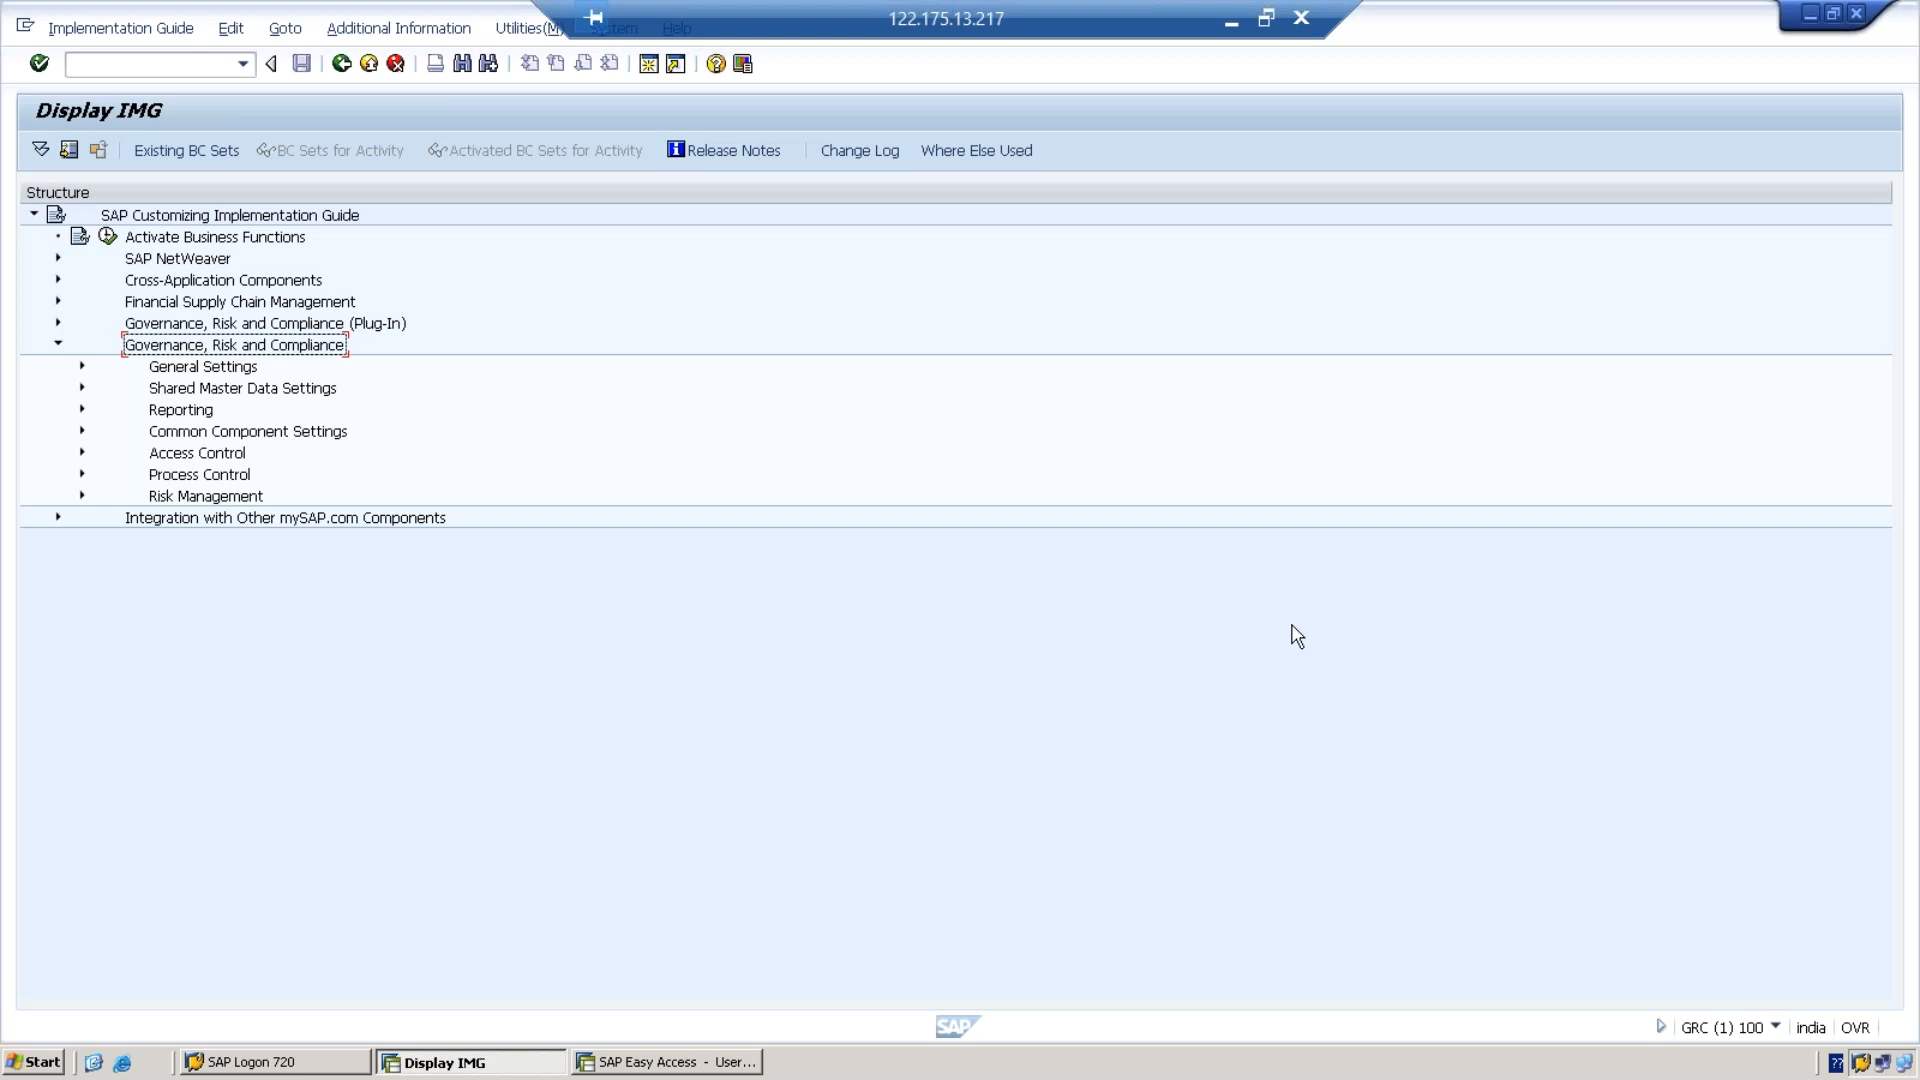 122.175.13.217
Implementation Guide Edit Goto Additional Information Utilities(M) System Help
Display IMG
Existing BC Sets BC Sets for Activity Activated BC Sets for Activity Release Notes Change Log Where Else Used
Structure
SAP Customizing Implementation Guide
Activate Business Functions
SAP NetWeaver
Cross-Application Components
Financial Supply Chain Management
Governance, Risk and Compliance (Plug-In)
Governance, Risk and Compliance
General Settings
Shared Master Data Settings
Reporting
Common Component Settings
Access Control
Process Control
Risk Management
Integration with Other mySAP.com Components
SAP
GRC (1) 100 india OVR
Start SAP Logon 720 Display IMG SAP Easy Access - User... ??